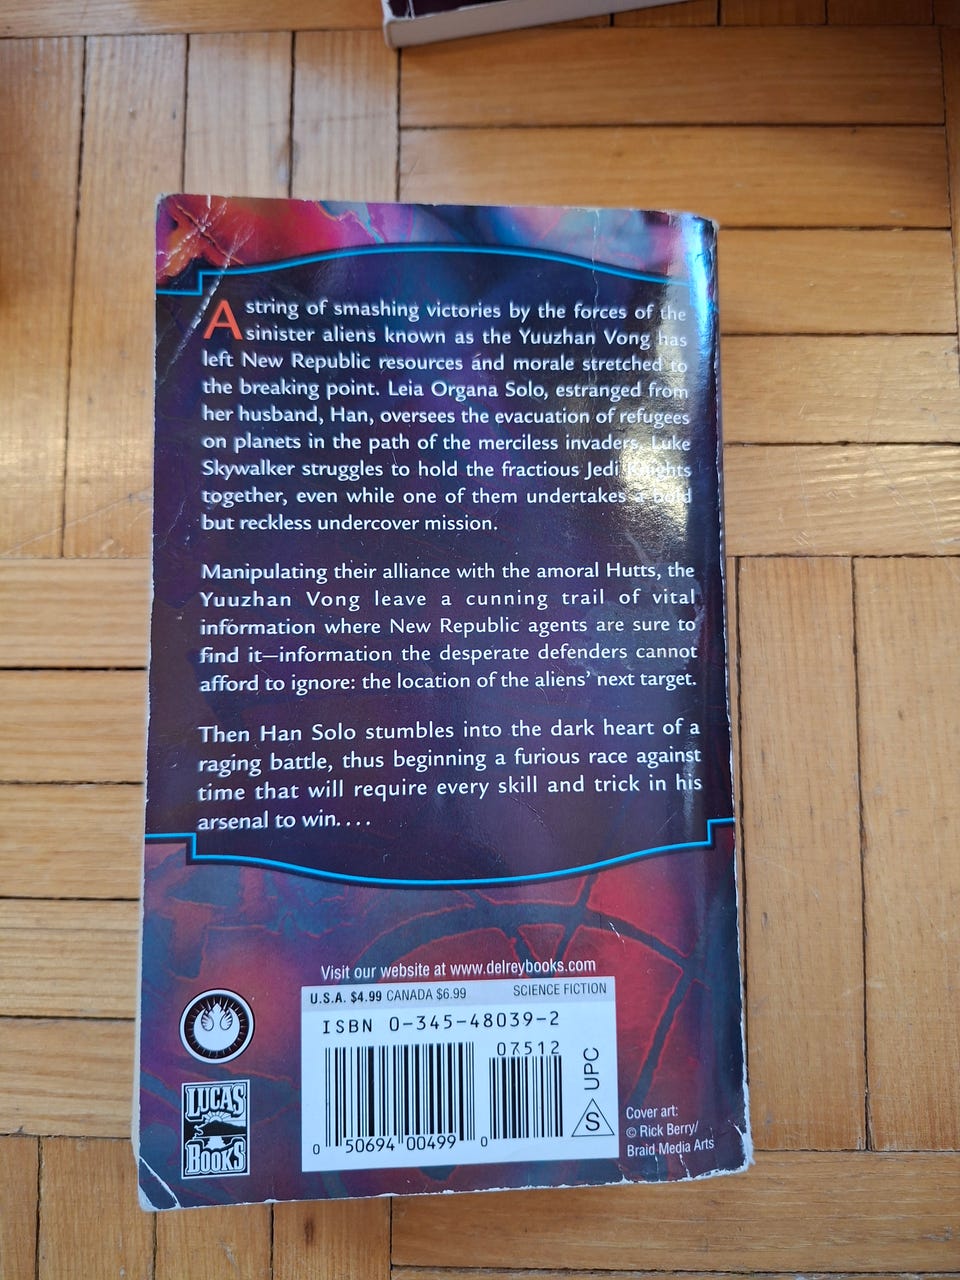 A string of smashing victories by the forces of the
sinister aliens known as the Yuuzhan Vong has
left New Republic resources and morale stretched to
the breaking point. Leia Organa Solo, estranged from
her husband, Han, oversees the evacuation of refugees
on planets in the path of the merciless invaders. Luke
Skywalker struggles to hold the fractious Jedi Knights
together, even while one of them undertakes a bold
but reckless undercover mission.
Manipulating their alliance with the amoral Hutts, the
Yuuzhan Vong leave a cunning trail of vital
information where New Republic agents are sure to
find it—information the desperate defenders cannot
afford to ignore: the location of the aliens' next target.
Then Han Solo stumbles into the dark heart of a
raging battle, thus beginning a furious race against
time that will require every skill and trick in his
arsenal to win....
Visit our website at www.delreybooks.com
U.S.A. $4.99 CANADA $6.99 SCIENCE FICTION
ISBN 0-345-48039-2
07512
0 50694 00499 0
UPC
S
LUCAS
BOOKS
Cover art:
© Rick Berry/
Braid Media Arts